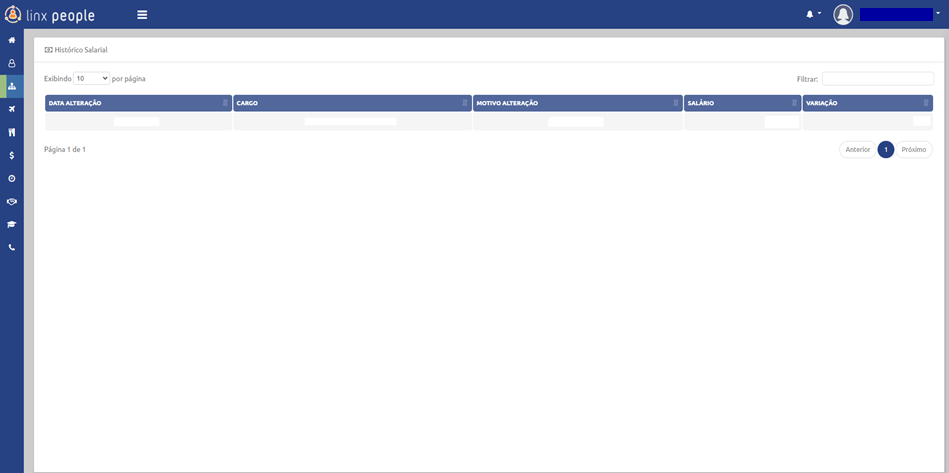 linx people
Histórico Salarial
Exibindo 10 por página
Filtrar:
DATA ALTERAÇÃO CARGO MOTIVO ALTERAÇÃO SALÁRIO VARIAÇÃO
Página 1 de 1
Anterior 1 Próximo